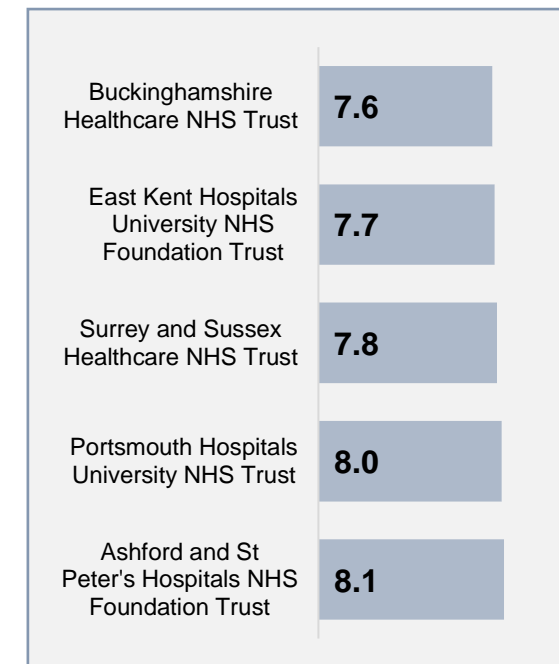 Buckinghamshire
Healthcare NHS Trust
7.6
East Kent Hospitals
University NHS
Foundation Trust
7.7
Surrey and Sussex
Healthcare NHS Trust
7.8
Portsmouth Hospitals
University NHS Trust
8.0
Ashford and St
Peter's Hospitals NHS
Foundation Trust
8.1